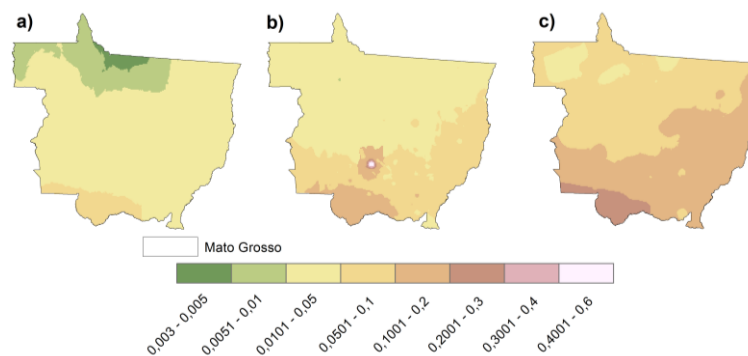 a)
b)
c)
Mato Grosso
0,003 - 0,005
0,0051 - 0,01
0,0101 - 0,05
0,0501 - 0,1
0,1001 - 0,2
0,2001 - 0,3
0,3001 - 0,4
0,4001 - 0,6